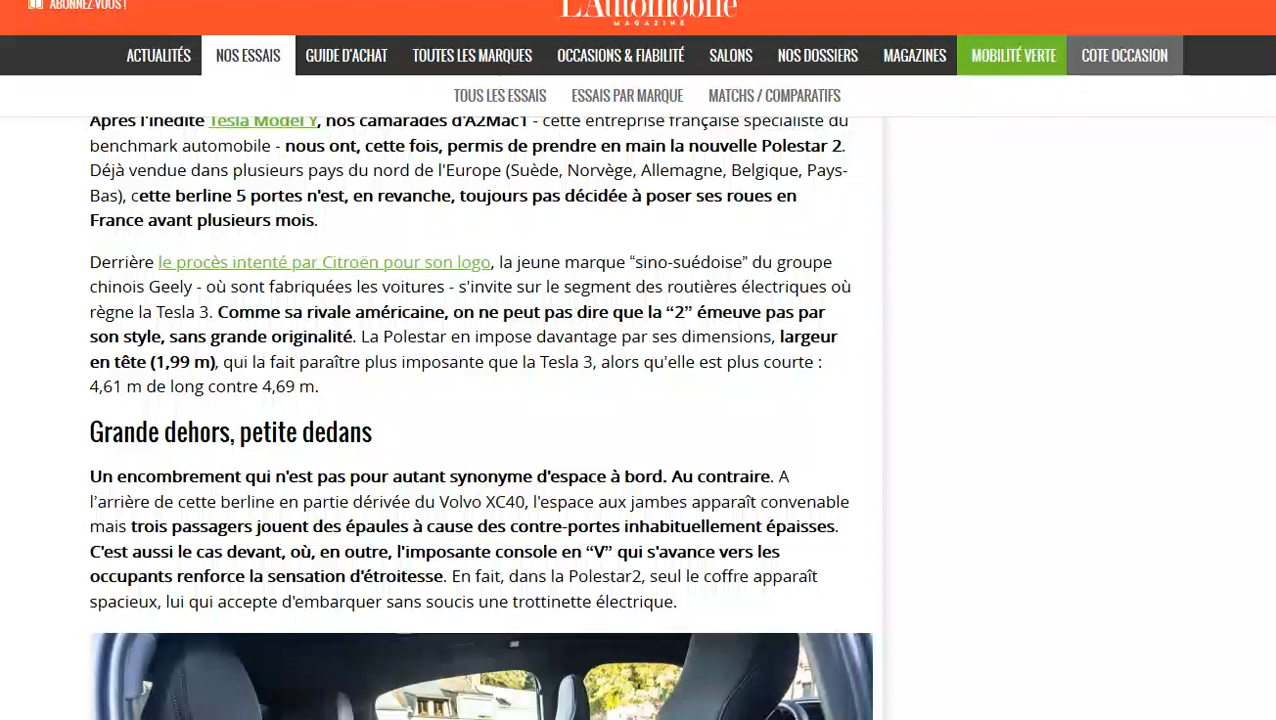 ABONNEZ-VOUS !
L'Automobile
MAGAZINE
ACTUALITÉS NOS ESSAIS GUIDE D'ACHAT TOUTES LES MARQUES OCCASIONS & FIABILITÉ SALONS NOS DOSSIERS MAGAZINES MOBILITÉ VERTE COTE OCCASION
TOUS LES ESSAIS ESSAIS PAR MARQUE MATCHS / COMPARATIFS
Après l'inédite Tesla Model Y, nos camarades d'A2Mac1 - cette entreprise française spécialiste du
benchmark automobile - nous ont, cette fois, permis de prendre en main la nouvelle Polestar 2.
Déjà vendue dans plusieurs pays du nord de l'Europe (Suède, Norvège, Allemagne, Belgique, Pays-
Bas), cette berline 5 portes n'est, en revanche, toujours pas décidée à poser ses roues en
France avant plusieurs mois.
Derrière le procès intenté par Citroën pour son logo, la jeune marque “sino-suédoise” du groupe
chinois Geely - où sont fabriquées les voitures - s'invite sur le segment des routières électriques où
règne la Tesla 3. Comme sa rivale américaine, on ne peut pas dire que la “2” émeuve pas par
son style, sans grande originalité. La Polestar en impose davantage par ses dimensions, largeur
en tête (1,99 m), qui la fait paraître plus imposante que la Tesla 3, alors qu’elle est plus courte :
4,61 m de long contre 4,69 m.
Grande dehors, petite dedans
Un encombrement qui n'est pas pour autant synonyme d'espace à bord. Au contraire. A
l’arrière de cette berline en partie dérivée du Volvo XC40, l'espace aux jambes apparaît convenable
mais trois passagers jouent des épaules à cause des contre-portes inhabituellement épaisses.
C'est aussi le cas devant, où, en outre, l'imposante console en “V” qui s'avance vers les
occupants renforce la sensation d'étroitesse. En fait, dans la Polestar2, seul le coffre apparaît
spacieux, lui qui accepte d'embarquer sans soucis une trottinette électrique.